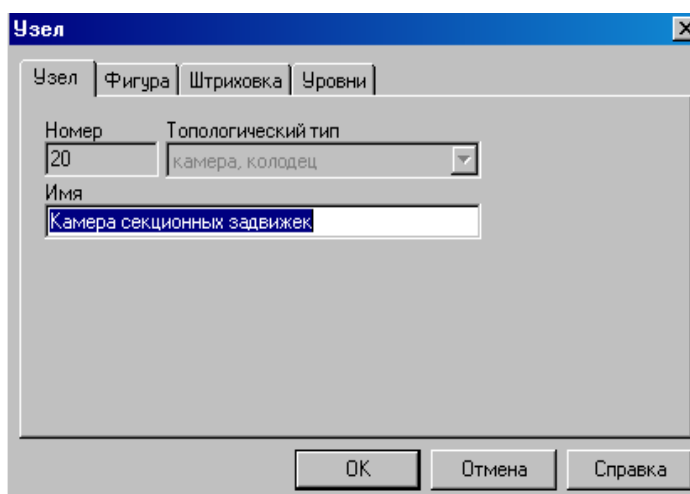 Узел
Узел Фигура Штриховка Уровни
Номер Топологический тип
20 камера, колодец
Имя
Камера секционных задвижек
OK Отмена Справка